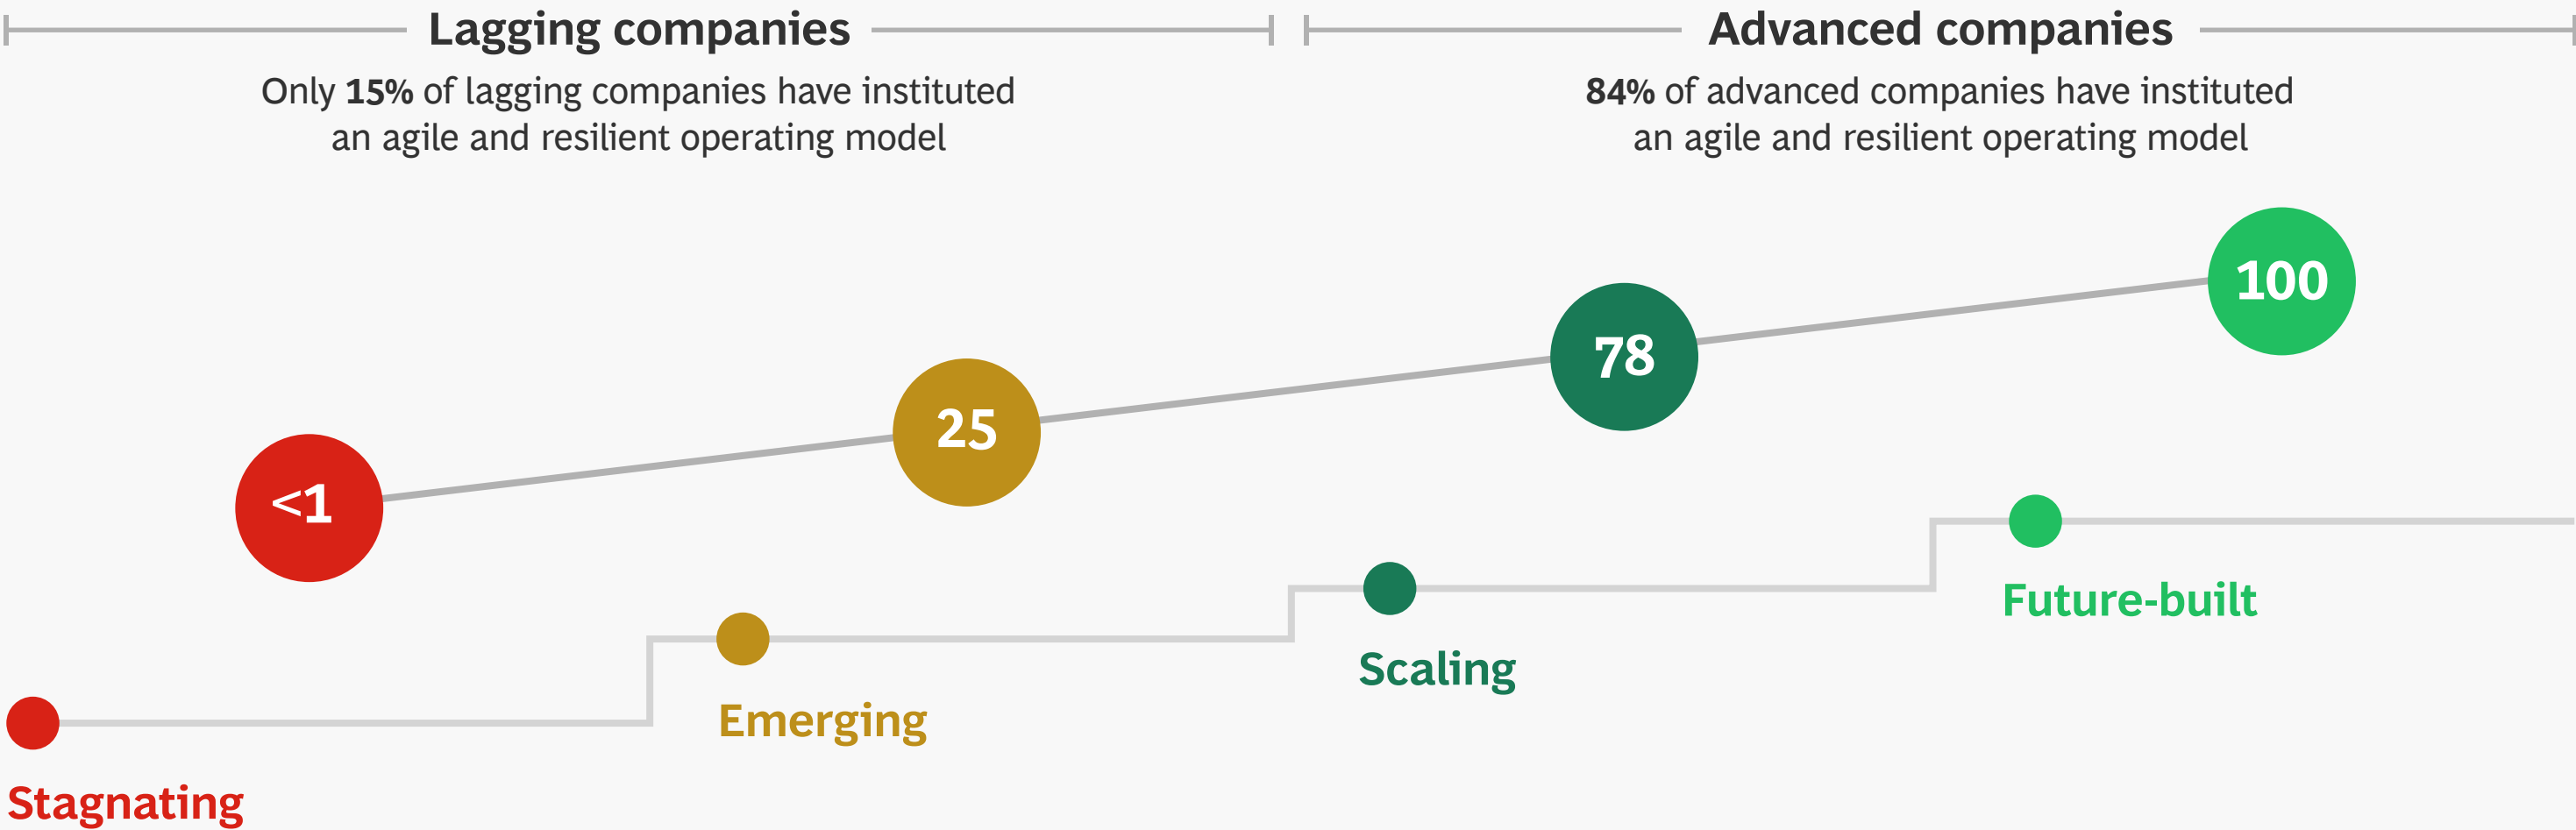 Lagging companies
Only 15% of lagging companies have instituted
an agile and resilient operating model
Advanced companies
84% of advanced companies have instituted
an agile and resilient operating model
<1
25
78
100
Stagnating
Emerging
Scaling
Future-built